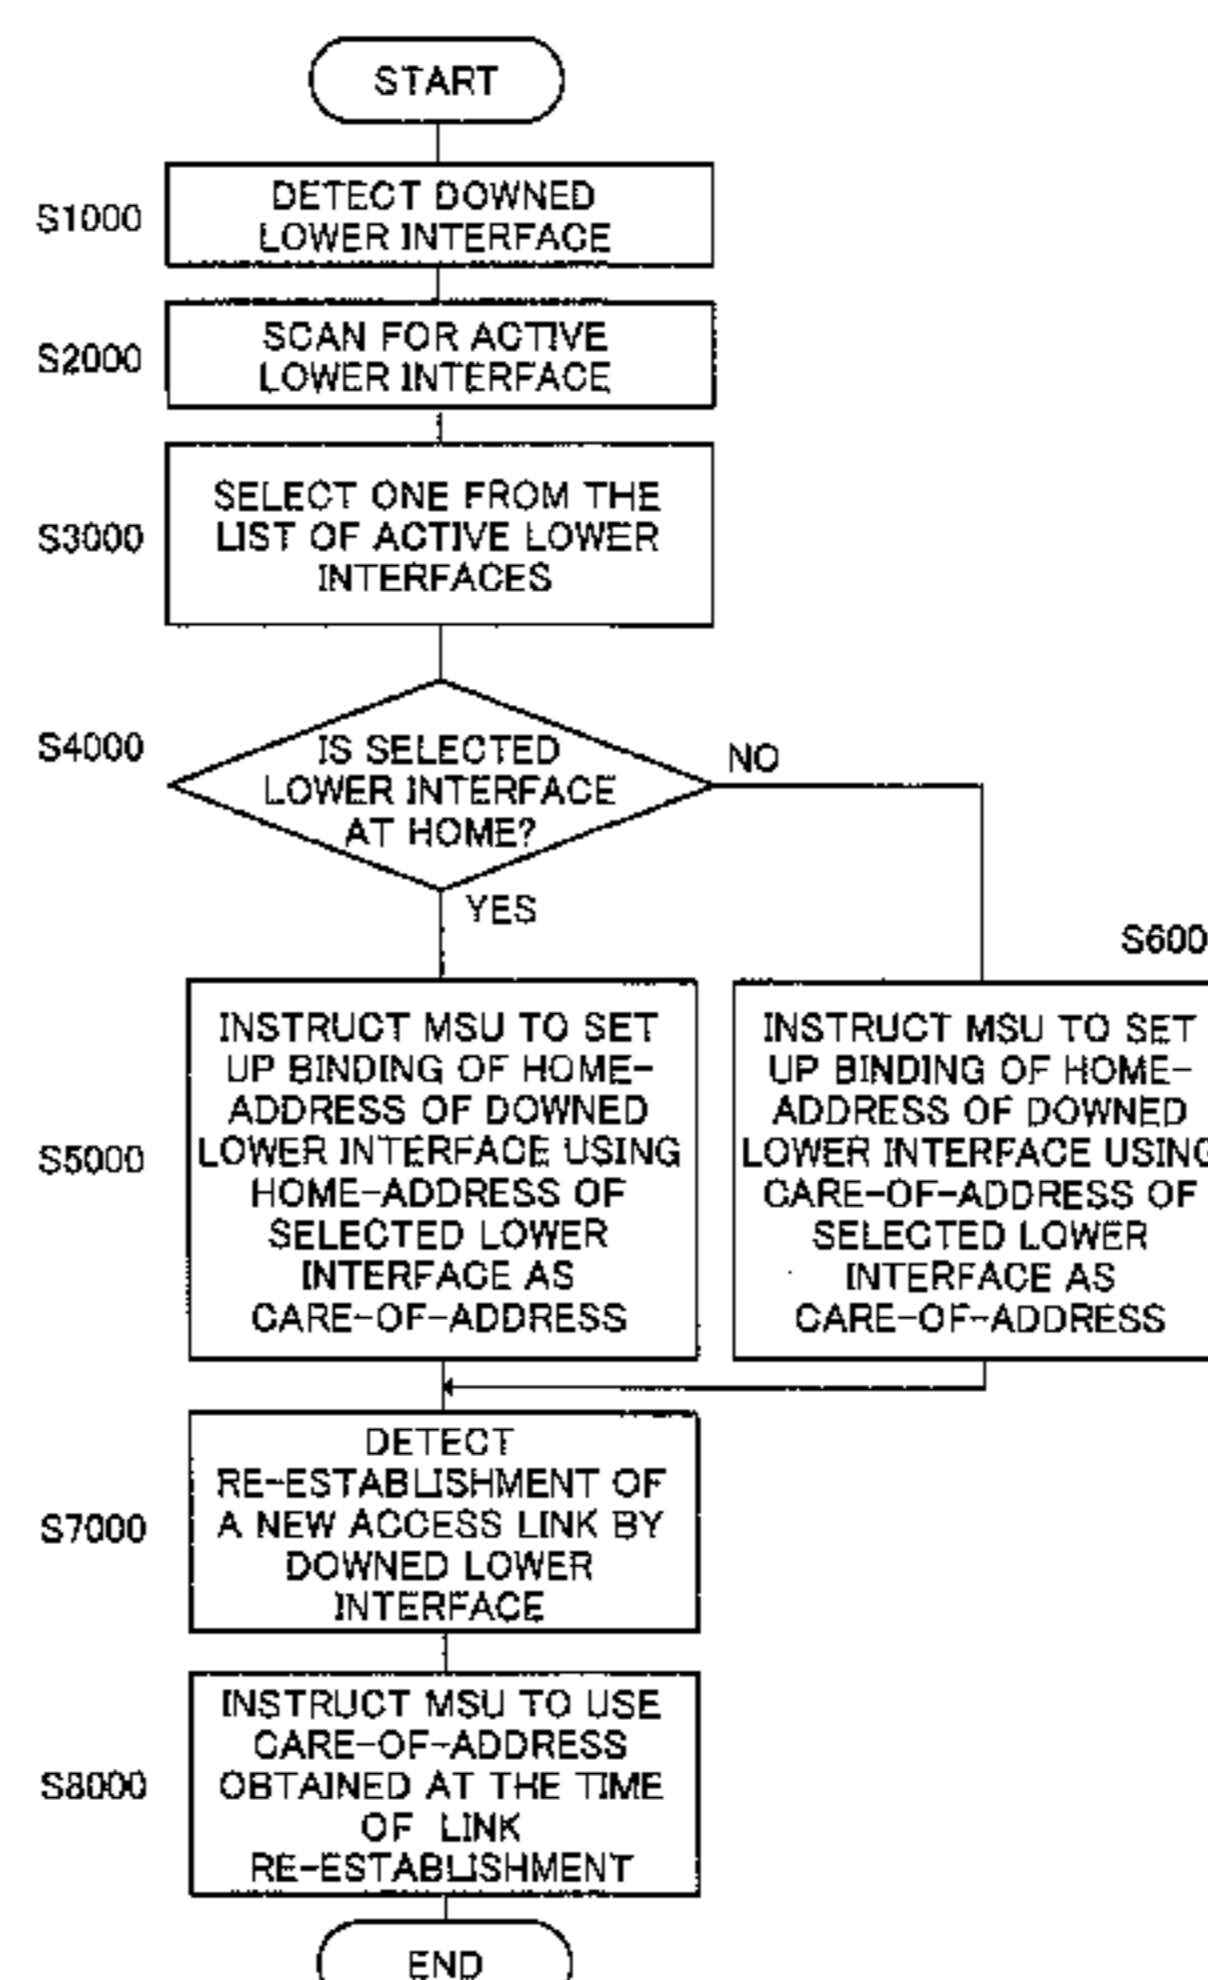 START
S1000
DETECT DOWNED
LOWER INTERFACE
S2000
SCAN FOR ACTIVE
LOWER INTERFACE
S3000
SELECT ONE FROM THE
LIST OF ACTIVE LOWER
INTERFACES
S4000
IS SELECTED
LOWER INTERFACE
AT HOME?
NO
YES
S5000
INSTRUCT MSU TO SET
UP BINDING OF HOME-
ADDRESS OF DOWNED
LOWER INTERFACE USING
HOME-ADDRESS OF
SELECTED LOWER
INTERFACE AS
CARE-OF-ADDRESS
S600
INSTRUCT MSU TO SET
UP BINDING OF HOME-
ADDRESS OF DOWNED
LOWER INTERFACE USING
CARE-OF-ADDRESS OF
SELECTED LOWER
INTERFACE AS
CARE-OF-ADDRESS
S7000
DETECT
RE-ESTABLISHMENT OF
A NEW ACCESS LINK BY
DOWNED LOWER
INTERFACE
S8000
INSTRUCT MSU TO USE
CARE-OF-ADDRESS
OBTAINED AT THE TIME
OF LINK
RE-ESTABLISHMENT
END